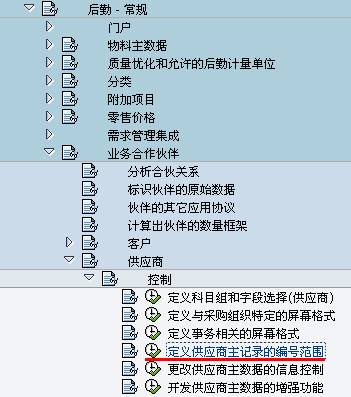 后勤 - 常规
门户
物料主数据
质量优化和允许的后勤计量单位
分类
附加项目
零售价格
需求管理集成
业务合作伙伴
分析合伙关系
标识伙伴的原始数据
伙伴的其它应用协议
计算出伙伴的数量框架
客户
供应商
控制
定义科目组和字段选择(供应商)
定义与采购组织特定的屏幕格式
定义事务相关的屏幕格式
定义供应商主记录的编号范围
更改供应商主数据的信息控制
开发供应商主数据的增强功能